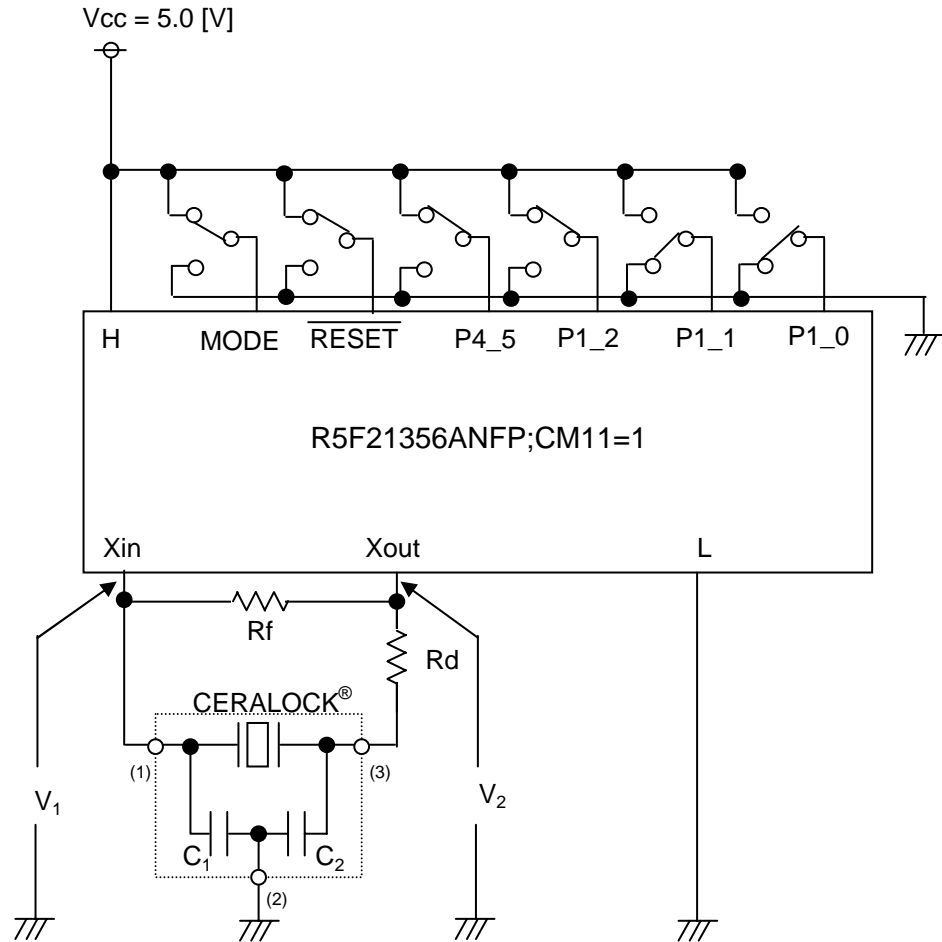 Vcc = 5.0 [V]
H MODE RESET P4_5 P1_2 P1_1 P1_0
R5F21356ANFP;CM11=1
Xin Xout L
Rf
Rd
CERALOCK®
(1) (3)
V1 V2
C1 C2
(2)